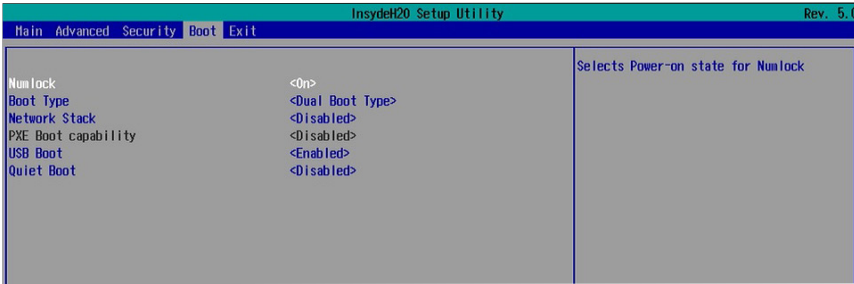 InsydeH20 Setup Utility Rev. 5.0
Main Advanced Security Boot Exit
Selects Power-on state for Numlock
Numlock <On>
Boot Type <Dual Boot Type>
Network Stack <Disabled>
PXE Boot capability <Disabled>
USB Boot <Enabled>
Quiet Boot <Disabled>